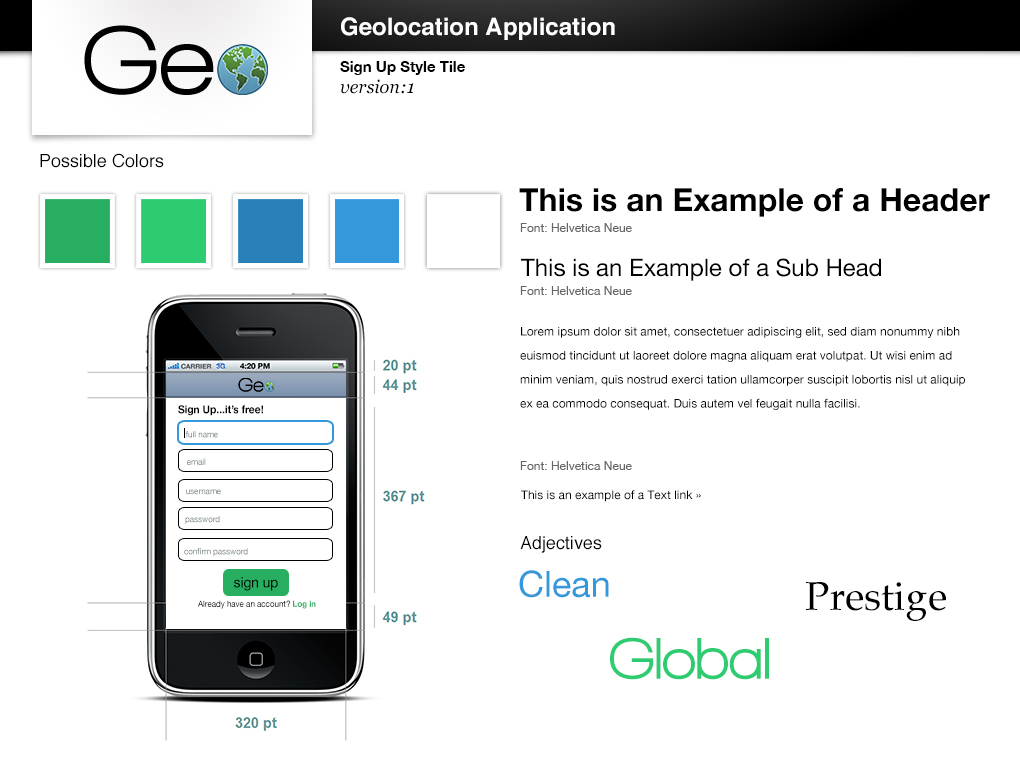 Geo
Geolocation Application
Sign Up Style Tile
version:1
Possible Colors
This is an Example of a Header
Font: Helvetica Neue
This is an Example of a Sub Head
Font: Helvetica Neue
Lorem ipsum dolor sit amet, consectetuer adipiscing elit, sed diam nonummy nibh
euismod tincidunt ut laoreet dolore magna aliquam erat volutpat. Ut wisi enim ad
minim veniam, quis nostrud exerci tation ullamcorper suscipit lobortis nisl ut aliquip
ex ea commodo consequat. Duis autem vel feugait nulla facilisi.
Font: Helvetica Neue
This is an example of a Text link »
Adjectives
Clean
Prestige
Global
CARRIER 3G 4:20 PM
Geo
Sign Up...it's free!
full name
email
username
password
confirm password
sign up
Already have an account? Log in
20 pt
44 pt
367 pt
49 pt
320 pt